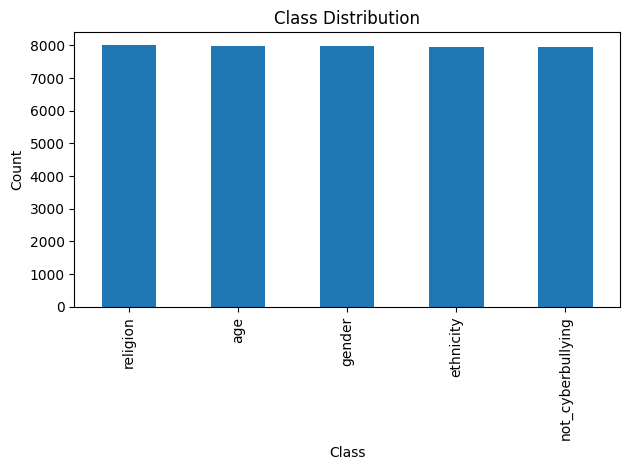 Class Distribution
Count
8000
7000
6000
5000
4000
3000
2000
1000
0
religion
age
gender
ethnicity
not_cyberbullying
Class